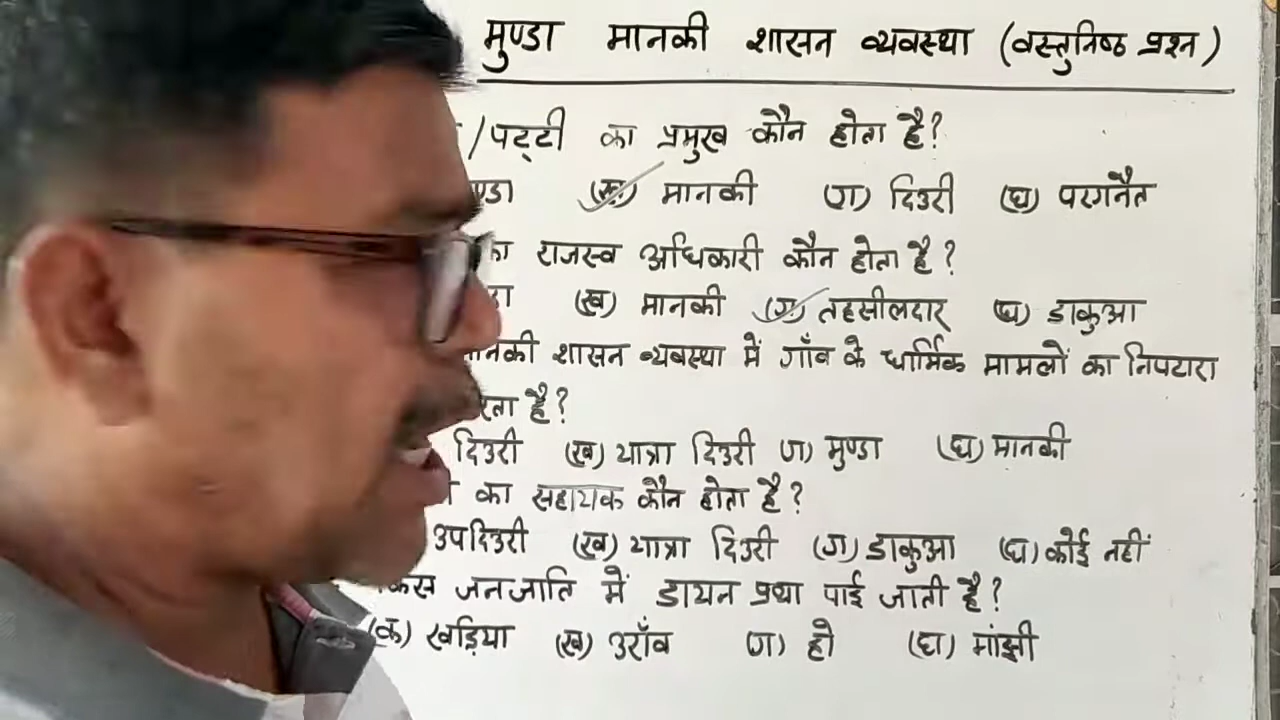 मुण्डा मानकी शासन व्यवस्था (वस्तुनिष्ठ प्रश्न)
/पट्टी का प्रमुख कौन होता है?
(ख) मानकी (ग) दिउरी (घ) परगनैत
राजस्व अधिकारी कौन होता है?
(ख) मानकी (ग) तहसीलदार (घ) डाकुआ
शासन व्यवस्था में गाँव के धार्मिक मामलों का निपटारा
है?
दिउरी (ख) यात्रा दिउरी (ग) मुण्डा (घ) मानकी
का सहायक कौन होता है?
उपदिउरी (ख) यात्रा दिउरी (ग) डाकुआ (घ) कोई नहीं
किस जनजाति में डायन प्रथा पाई जाती है?
(क) खड़िया (ख) उराँव (ग) हो (घ) मांझी